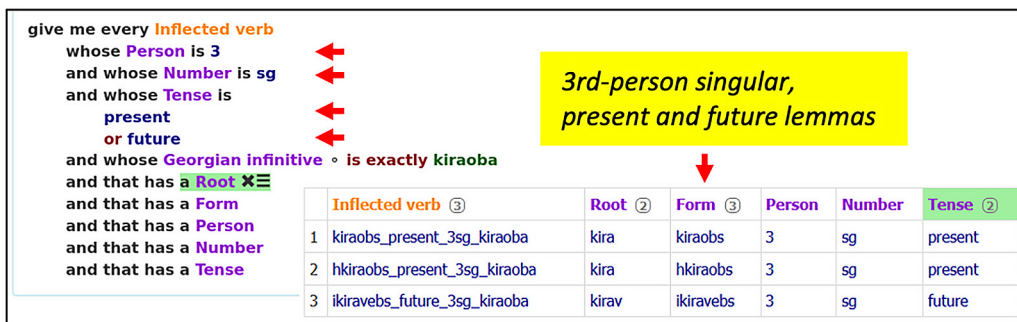 give me every Inflected verb
whose Person is 3
and whose Number is sg
and whose Tense is
present
or future
and whose Georgian infinitive ∘ is exactly kiraoba
and that has a Root ✖☰
and that has a Form
and that has a Person
and that has a Number
and that has a Tense
3rd-person singular,
present and future lemmas
Inflected verb ③ Root ② Form ③ Person Number Tense ②
1 kiraobs_present_3sg_kiraoba kira kiraobs 3 sg present
2 hkiraobs_present_3sg_kiraoba kira hkiraobs 3 sg present
3 ikiravebs_future_3sg_kiraoba kirav ikiravebs 3 sg future